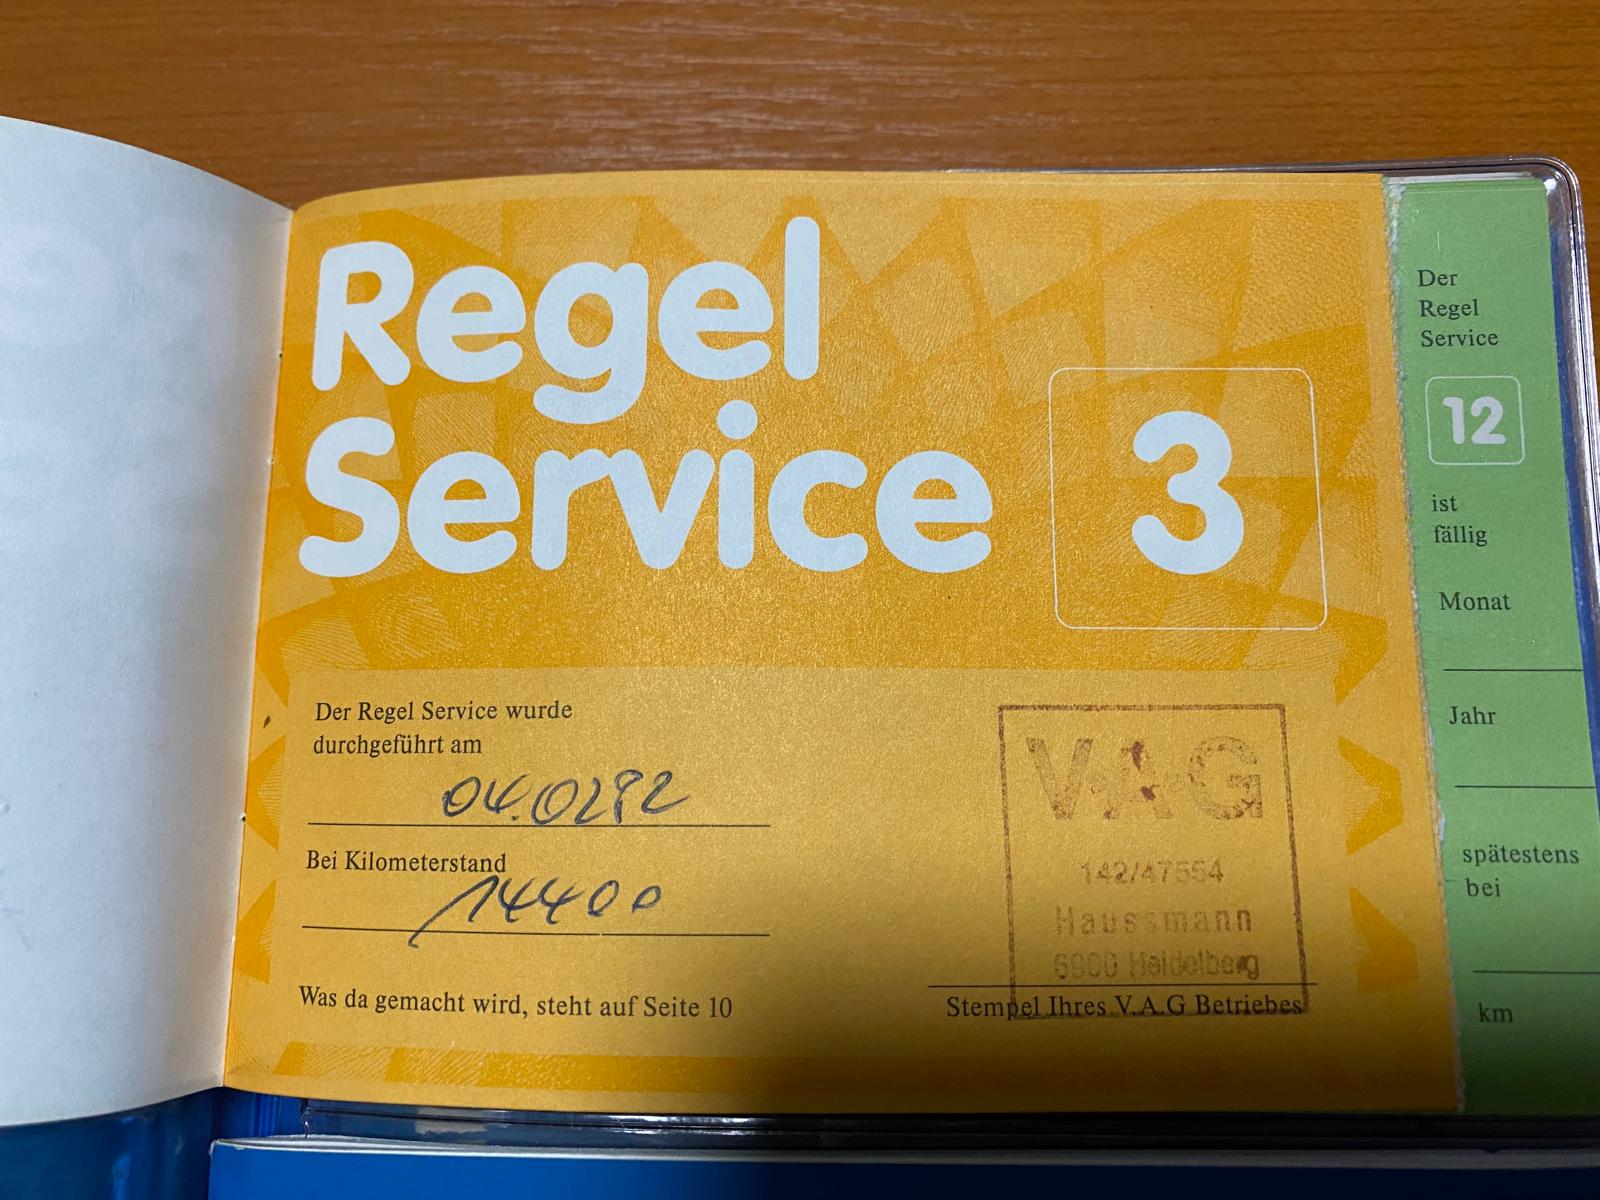 Regel
Service
3
Der Regel Service wurde
durchgeführt am
04.0282
Bei Kilometerstand
14400
Was da gemacht wird, steht auf Seite 10
V·A·G
142/47554
Haussmann
6900 Heidelberg
Stempel Ihres V.A.G Betriebes
Der
Regel
Service
12
ist
fällig
Monat
Jahr
spätestens
bei
km